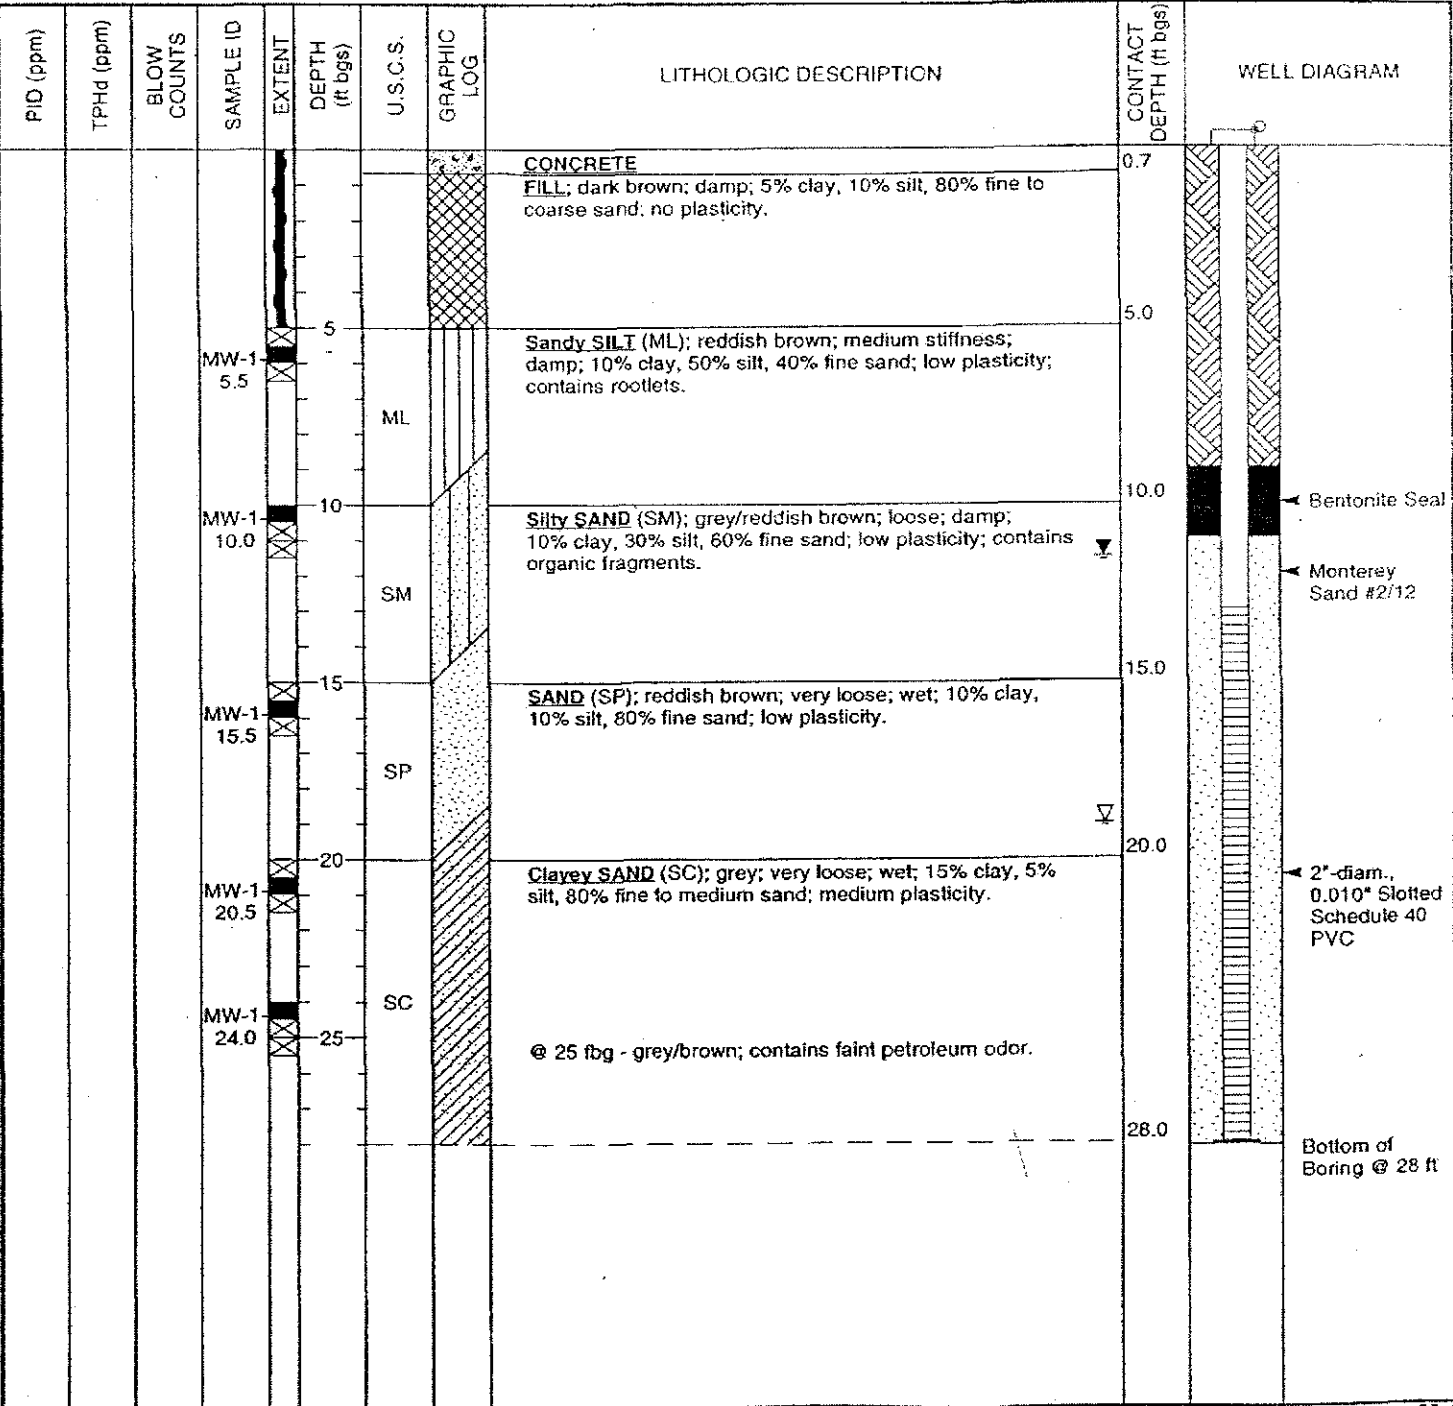 PID (ppm)
TPHd (ppm)
BLOW
COUNTS
SAMPLE ID
EXTENT
DEPTH
(ft bgs)
U.S.C.S.
GRAPHIC
LOG
LITHOLOGIC DESCRIPTION
CONTACT
DEPTH (ft bgs)
WELL DIAGRAM
CONCRETE
0.7
FILL; dark brown; damp; 5% clay, 10% silt, 80% fine to
coarse sand; no plasticity.
5
5.0
Sandy SILT (ML); reddish brown; medium stiffness;
damp; 10% clay, 50% silt, 40% fine sand; low plasticity;
contains rootlets.
MW-1
5.5
ML
10
10.0
Bentonite Seal
Silty SAND (SM); grey/reddish brown; loose; damp;
10% clay, 30% silt, 60% fine sand; low plasticity; contains
organic fragments.
MW-1
10.0
Monterey
Sand #2/12
SM
15
15.0
SAND (SP); reddish brown; very loose; wet; 10% clay,
10% silt, 80% fine sand; low plasticity.
MW-1
15.5
SP
20
20.0
Clayey SAND (SC); grey; very loose; wet; 15% clay, 5%
silt, 80% fine to medium sand; medium plasticity.
MW-1
20.5
2"-diam.,
0.010" Slotted
Schedule 40
PVC
SC
MW-1
24.0
25
@ 25 fbg - grey/brown; contains faint petroleum odor.
28.0
Bottom of
Boring @ 28 ft